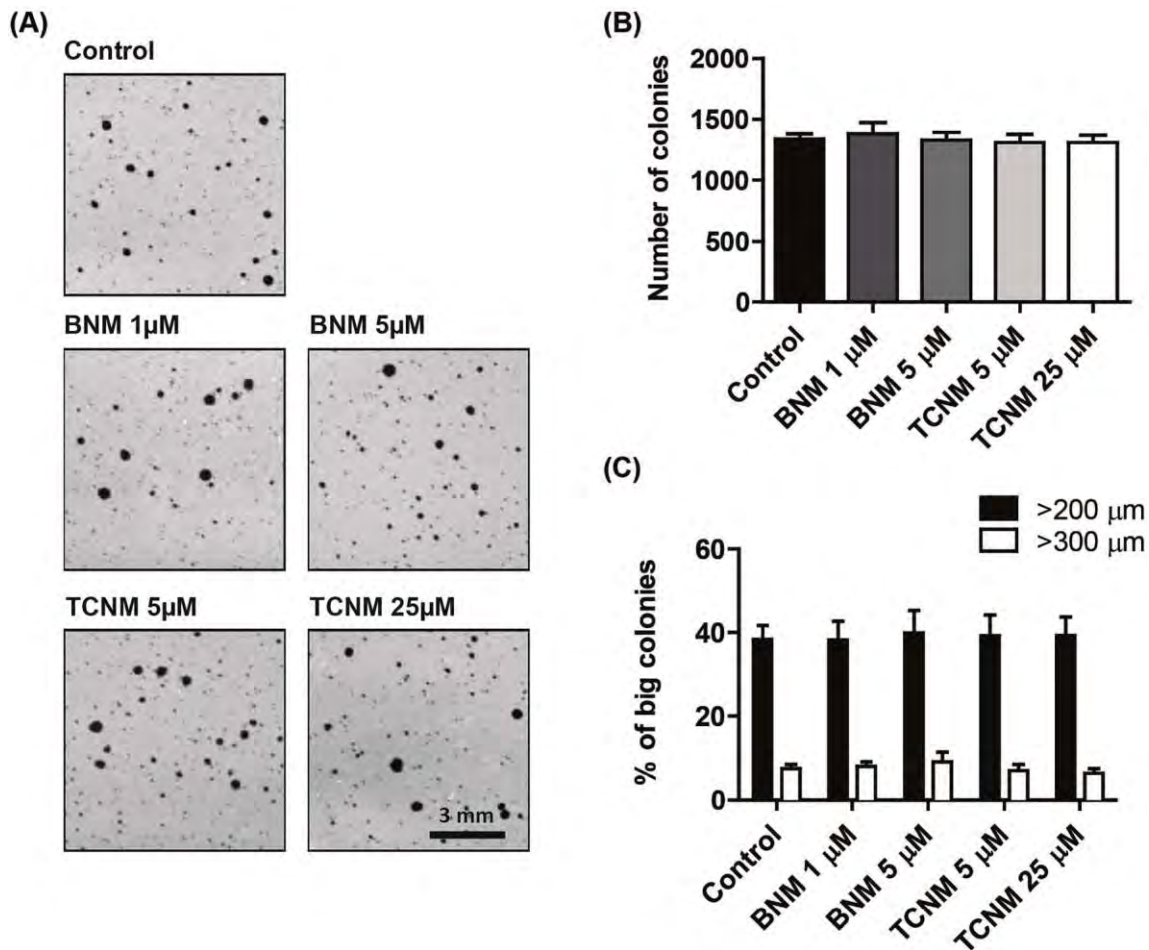 (A)
Control
BNM 1µM
BNM 5µM
TCNM 5µM
TCNM 25µM
3 mm
(B)
Number of colonies
2000
1500
1000
500
0
Control
BNM 1 µM
BNM 5 µM
TCNM 5 µM
TCNM 25 µM
(C)
>200 µm
>300 µm
% of big colonies
60
40
20
0
Control
BNM 1 µM
BNM 5 µM
TCNM 5 µM
TCNM 25 µM